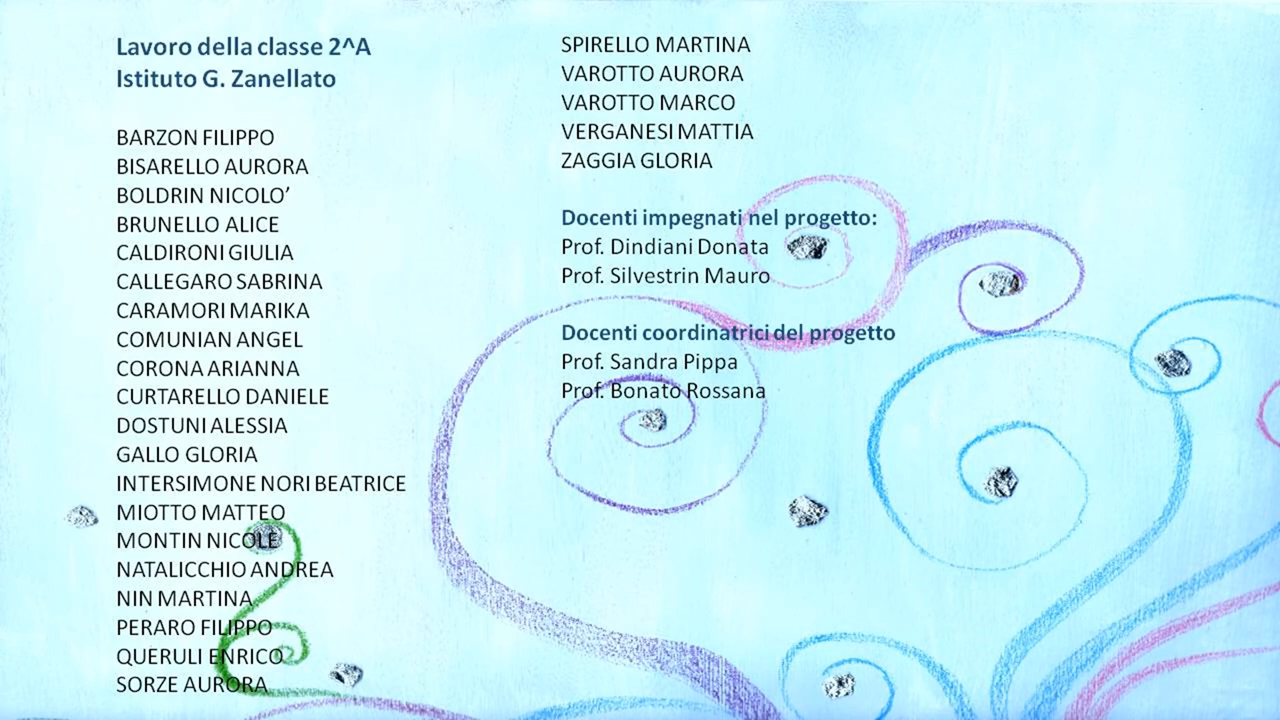 Lavoro della classe 2^A
Istituto G. Zanellato
BARZON FILIPPO
BISARELLO AURORA
BOLDRIN NICOLO’
BRUNELLO ALICE
CALDIRONI GIULIA
CALLEGARO SABRINA
CARAMORI MARIKA
COMUNIAN ANGEL
CORONA ARIANNA
CURTARELLO DANIELE
DOSTUNI ALESSIA
GALLO GLORIA
INTERSIMONE NORI BEATRICE
MIOTTO MATTEO
MONTIN NICOLE
NATALICCHIO ANDREA
NIN MARTINA
PERARO FILIPPO
QUERULI ENRICO
SORZE AURORA
SPIRELLO MARTINA
VAROTTO AURORA
VAROTTO MARCO
VERGANESI MATTIA
ZAGGIA GLORIA
Docenti impegnati nel progetto:
Prof. Dindiani Donata
Prof. Silvestrin Mauro
Docenti coordinatrici del progetto
Prof. Sandra Pippa
Prof. Bonato Rossana